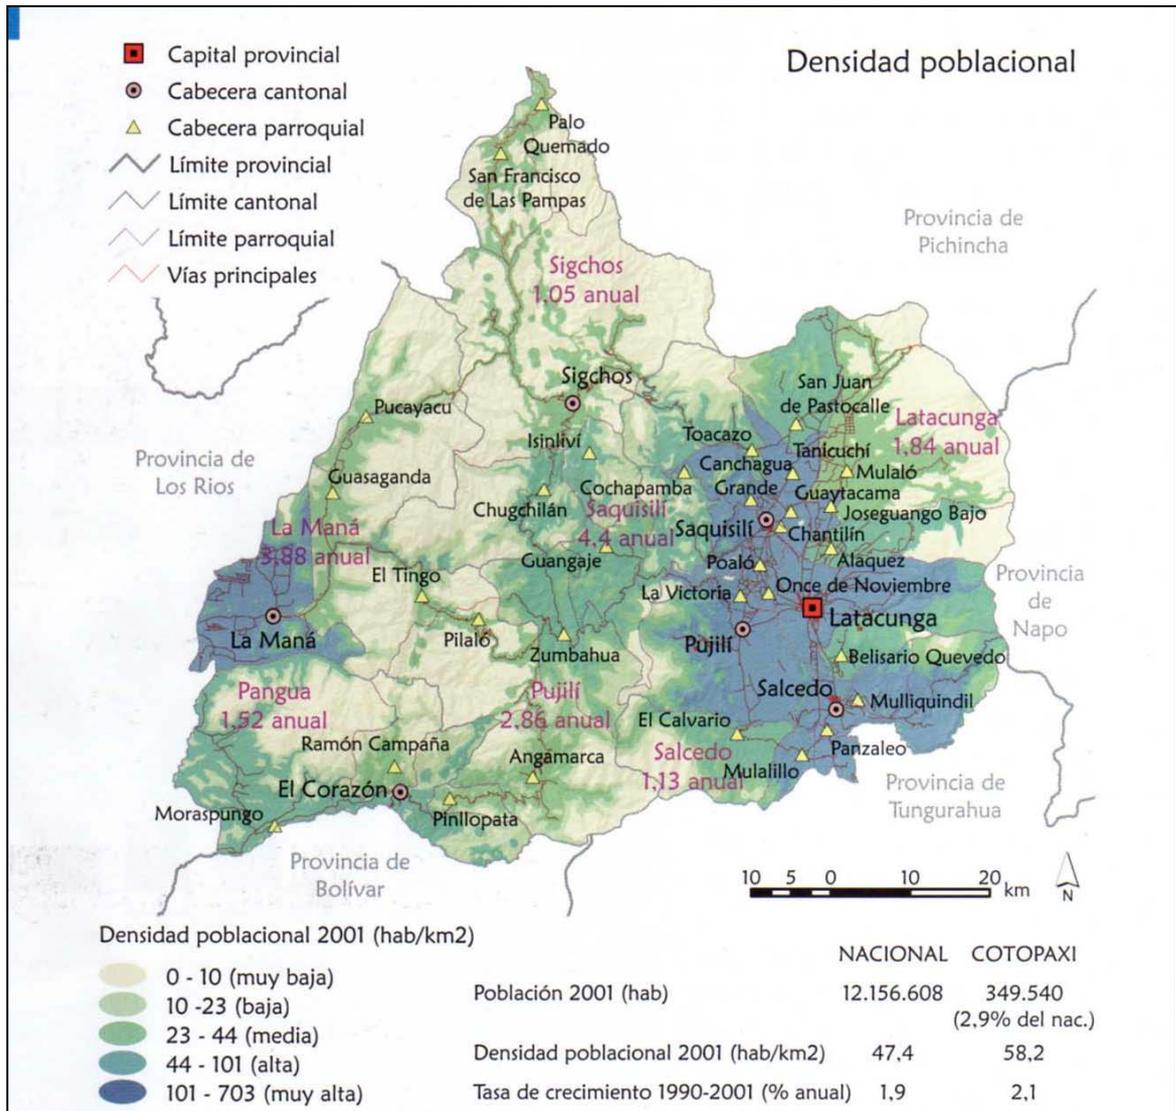 Capital provincial
Cabecera cantonal
Cabecera parroquial
Límite provincial
Límite cantonal
Límite parroquial
Vías principales
Densidad poblacional
Palo
Quemado
San Francisco
de Las Pampas
Provincia de
Pichincha
Sigchos
1,05 anual
Sigchos
San Juan
de Pastocalle
Latacunga
1,84 anual
Pucayacu
Isinliví
Toacazo
Tanicuchí
Canchagua
Mulaló
Provincia de
Los Rios
Guasaganda
Cochapamba
Grande
Guaytacama
Chugchilán
Saquisilí
4,4 anual
Joseguango Bajo
Saquisilí
Chantilín
La Maná
3,88 anual
Guangaje
Poaló
Alaquez
El Tingo
La Victoria
Once de Noviembre
Provincia
de
Napo
Latacunga
La Maná
Pilaló
Zumbahua
Pujilí
Belisario Quevedo
Pangua
1,52 anual
Pujilí
2,86 anual
Salcedo
Mulliquindil
El Calvario
Ramón Campaña
Angamarca
Salcedo
1,13 anual
Panzaleo
Mulalillo
El Corazón
Moraspungo
Pinllopata
Provincia de
Tungurahua
Provincia de
Bolívar
10 5 0 10 20 km
N
Densidad poblacional 2001 (hab/km2)
0 - 10 (muy baja)
10 -23 (baja)
23 - 44 (media)
44 - 101 (alta)
101 - 703 (muy alta)
NACIONAL COTOPAXI
Población 2001 (hab) 12.156.608 349.540
(2,9% del nac.)
Densidad poblacional 2001 (hab/km2) 47,4 58,2
Tasa de crecimiento 1990-2001 (% anual) 1,9 2,1